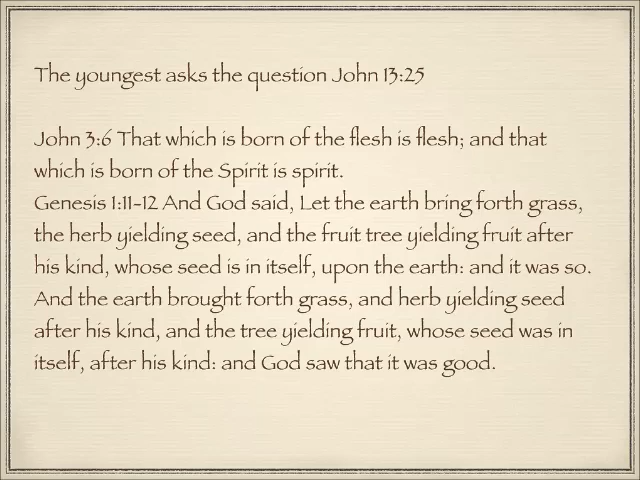 The youngest asks the question John 13:25
John 3:6 That which is born of the flesh is flesh; and that
which is born of the Spirit is spirit.
Genesis 1:11-12 And God said, Let the earth bring forth grass,
the herb yielding seed, and the fruit tree yielding fruit after
his kind, whose seed is in itself, upon the earth: and it was so.
And the earth brought forth grass, and herb yielding seed
after his kind, and the tree yielding fruit, whose seed was in
itself, after his kind: and God saw that it was good.